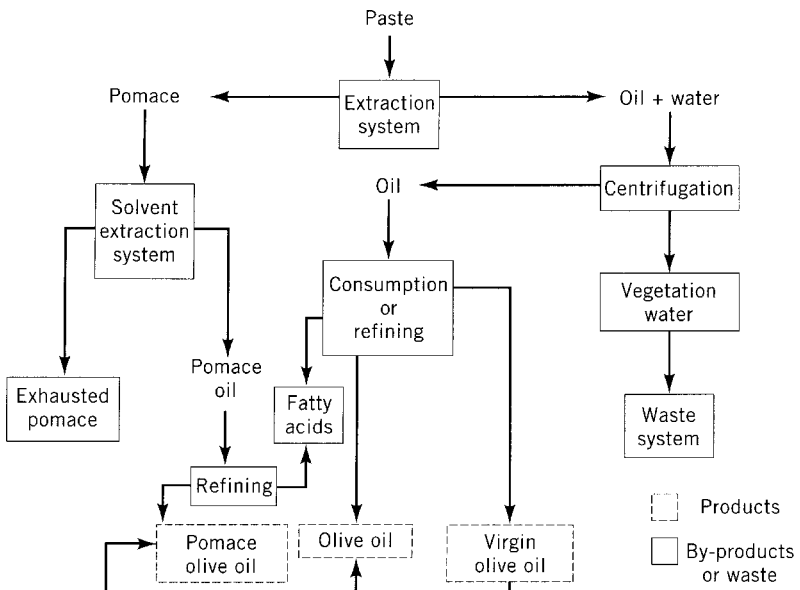 Paste
Pomace
Extraction
system
Oil + water
Solvent
extraction
system
Oil
Centrifugation
Consumption
or
refining
Vegetation
water
Exhausted
pomace
Pomace
oil
Fatty
acids
Waste
system
Refining
Products
Pomace
olive oil
Olive oil
Virgin
olive oil
By-products
or waste